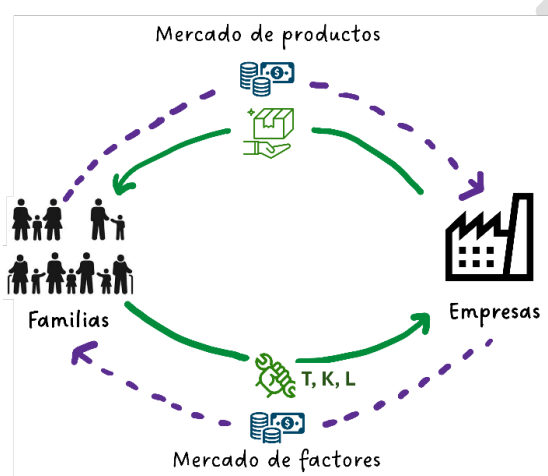 Mercado de productos
Familias
Empresas
T, K, L
Mercado de factores